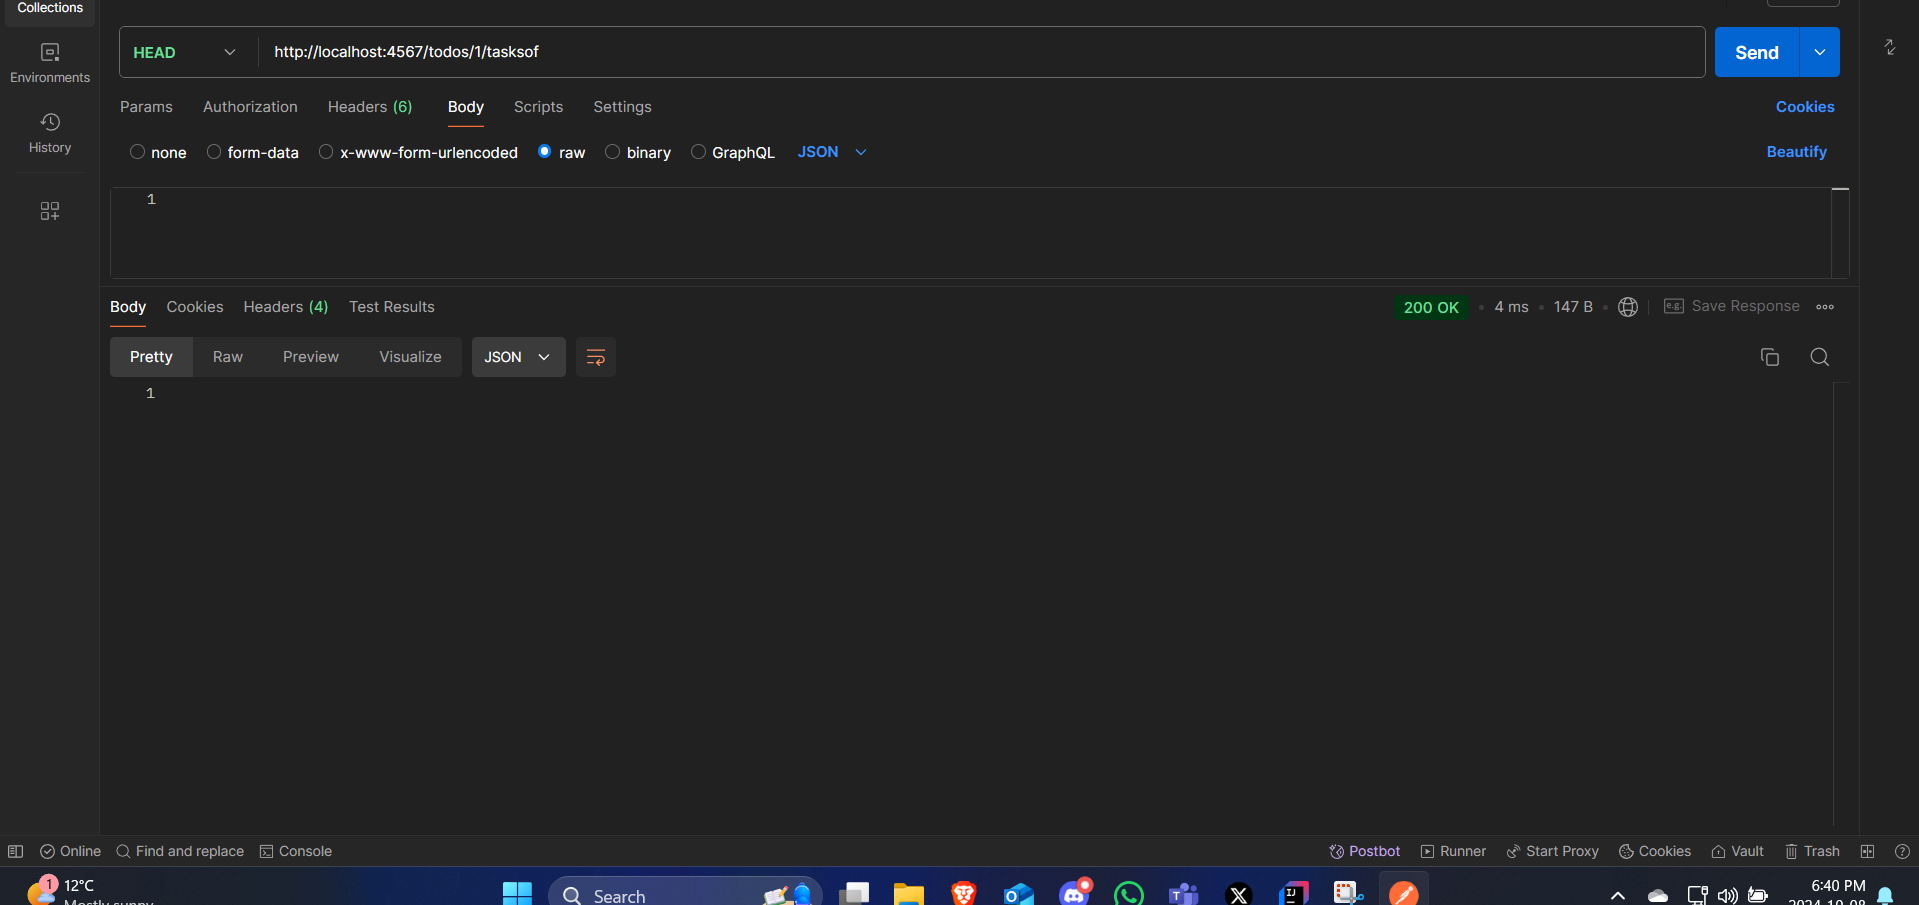 Collections
HEAD http://localhost:4567/todos/1/tasksof Send
Environments
Params Authorization Headers (6) Body Scripts Settings Cookies
History
none form-data x-www-form-urlencoded raw binary GraphQL JSON Beautify
1
Body Cookies Headers (4) Test Results 200 OK • 4 ms • 147 B • e.g. Save Response
Pretty Raw Preview Visualize JSON
1
Online Find and replace Console Postbot Runner Start Proxy Cookies Vault Trash
1 12°C Search 6:40 PM
Mostly sunny 2024-10-08